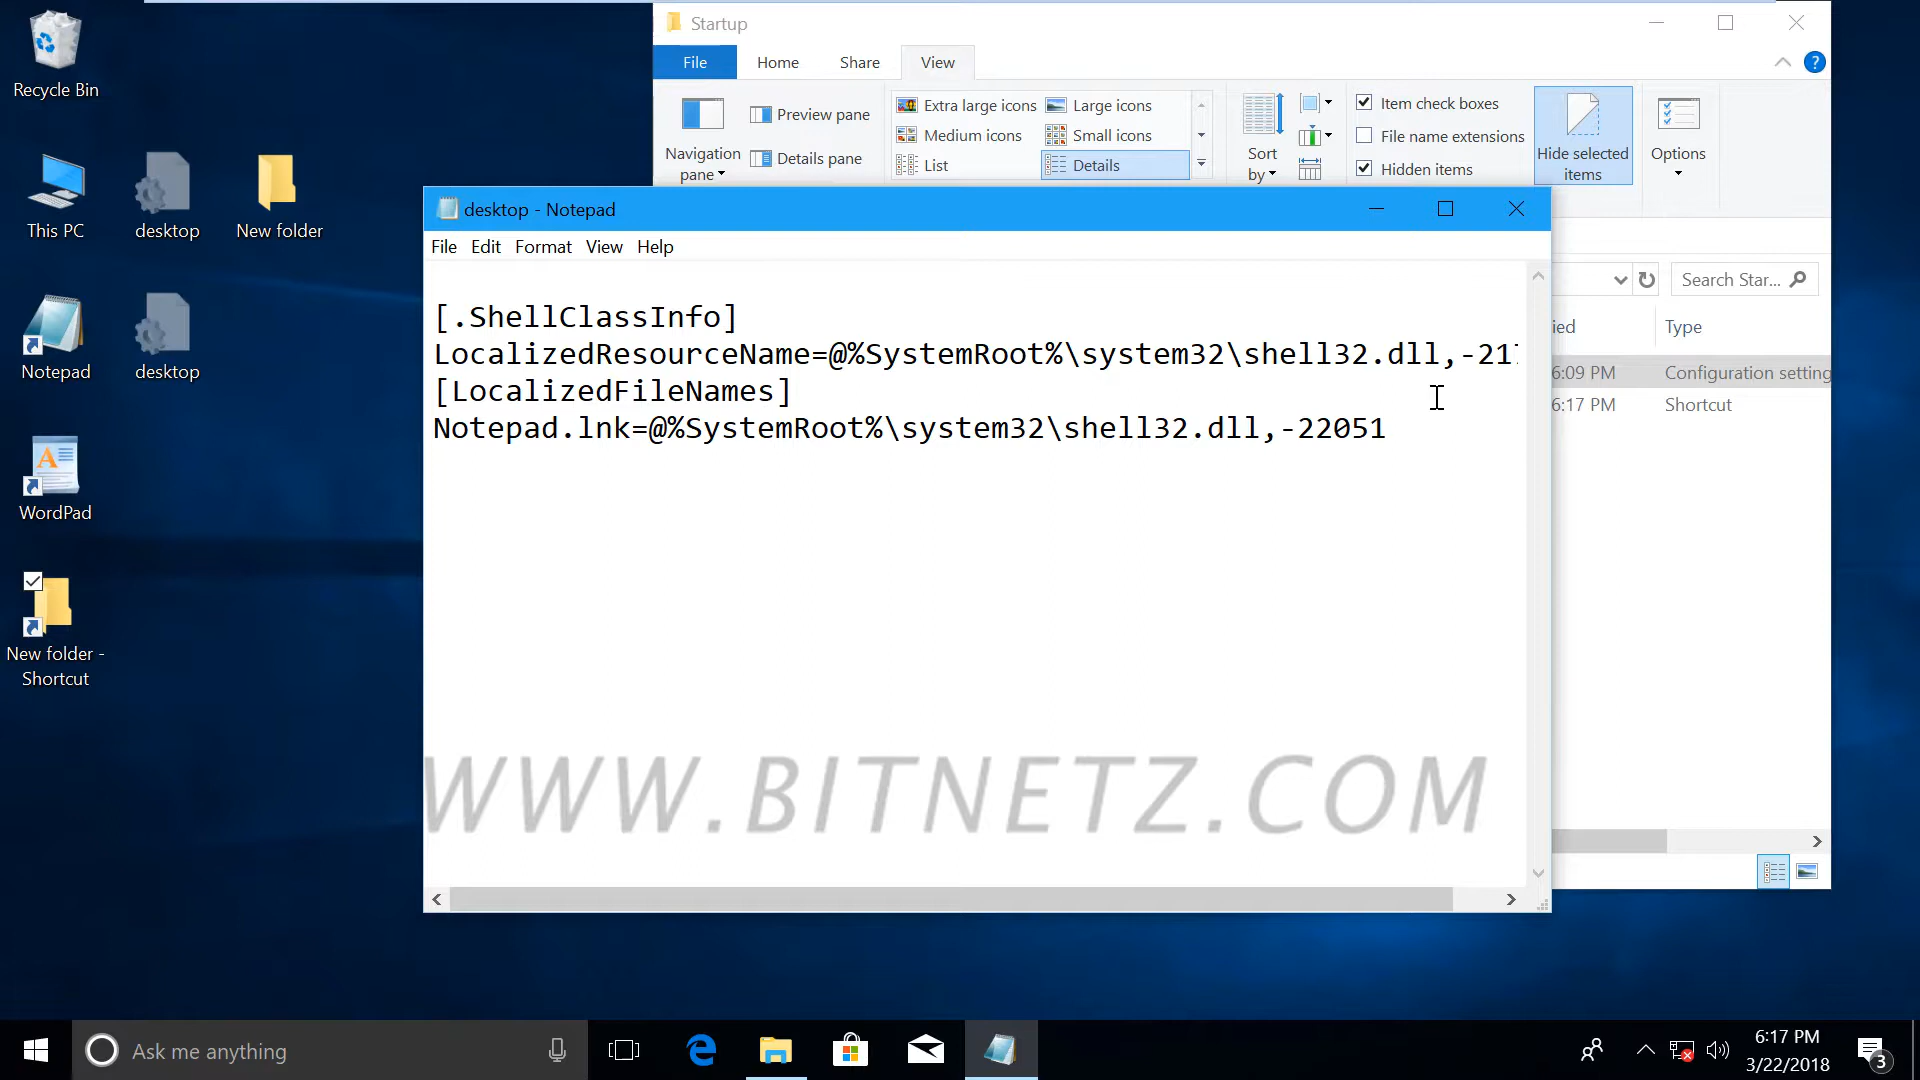 Recycle Bin
This PC
desktop
New folder
Notepad
desktop
WordPad
New folder -
Shortcut
Startup
File
Home
Share
View
?
Navigation
pane
Preview pane
Details pane
Extra large icons
Large icons
Medium icons
Small icons
List
Details
Sort
by
Item check boxes
File name extensions
Hidden items
Hide selected
items
Options
Search Star...
ied
Type
6:09 PM
Configuration setting
6:17 PM
Shortcut
desktop - Notepad
File
Edit
Format
View
Help
[.ShellClassInfo]
LocalizedResourceName=@%SystemRoot%\system32\shell32.dll,-217
[LocalizedFileNames]
Notepad.lnk=@%SystemRoot%\system32\shell32.dll,-22051
WWW.BITNETZ.COM
Ask me anything
6:17 PM
3/22/2018
3